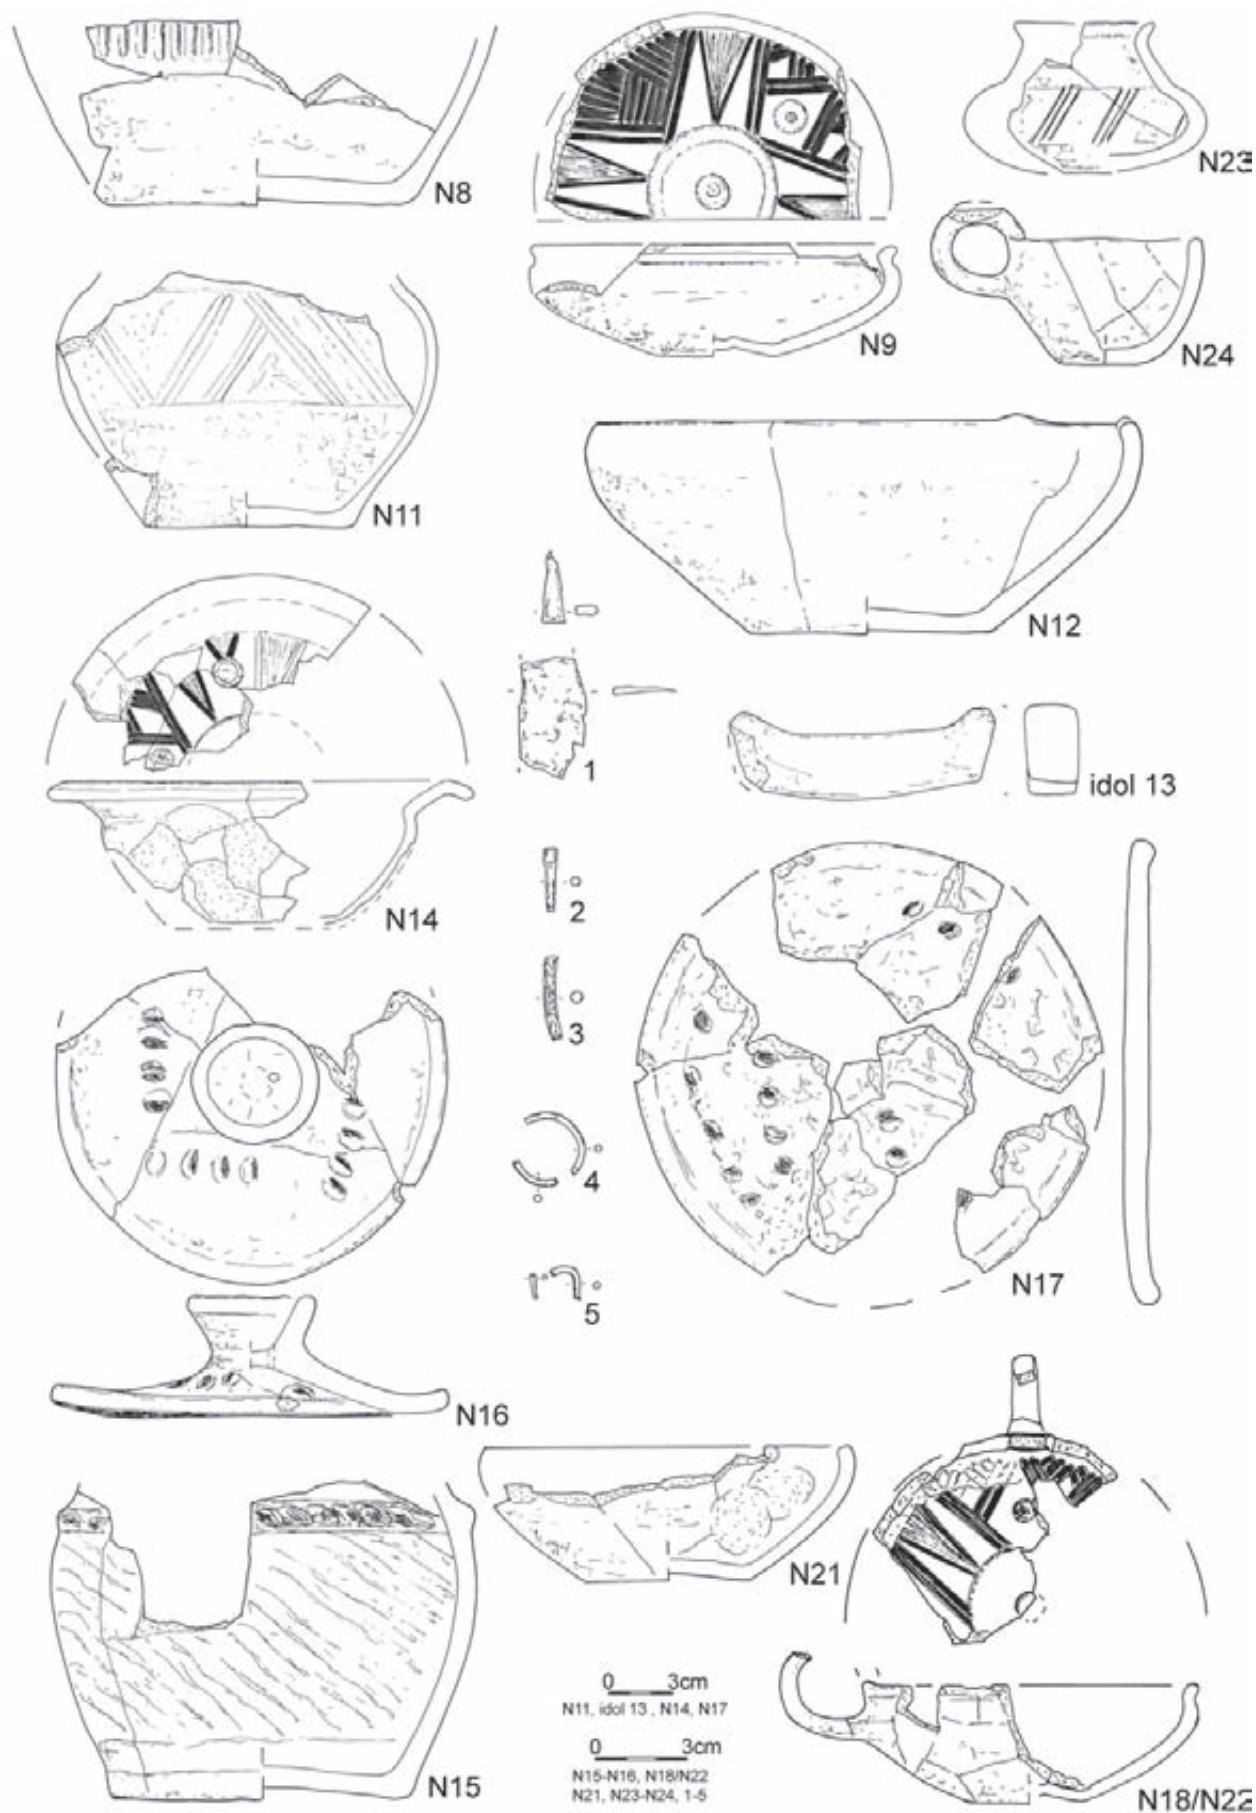 N8
N9
N23
N24
N11
N12
1
idol 13
N14
2
3
4
5
N17
N16
N21
N15
0 3cm
N11, idol 13 , N14, N17
0 3cm
N15-N16, N18/N22
N21, N23-N24, 1-5
N18/N22